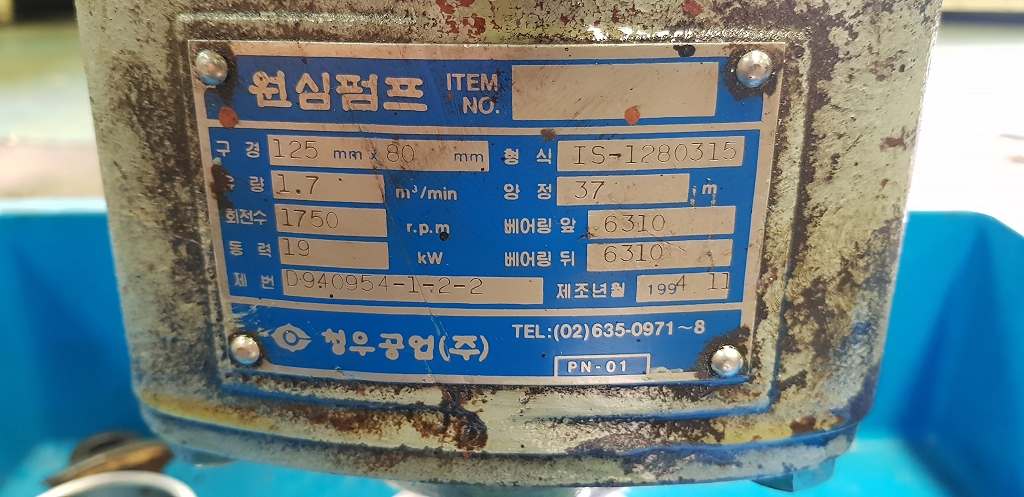 원심펌프 ITEM NO.
구경 125 mm x 80 mm 형식 IS-1280315
유량 1.7 m³/min 양정 37 m
회전수 1750 r.p.m 베어링 앞 6310
동력 19 kW 베어링 뒤 6310
제번 D940954-1-2-2 제조년월 1994 11
청우공업(주) TEL:(02)635-0971~8
PN-01